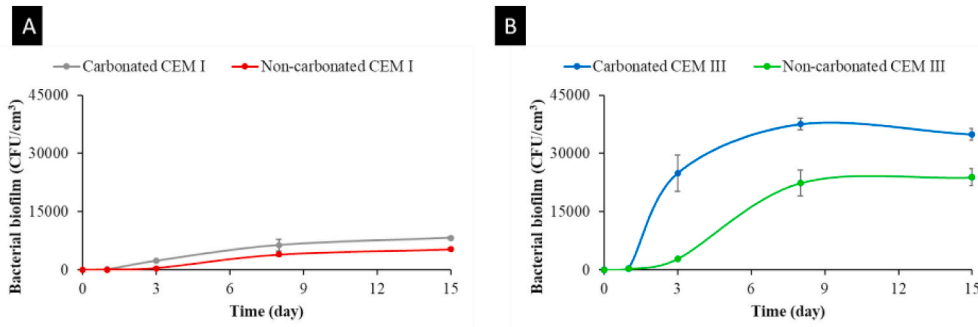 A
Carbonated CEM I Non-carbonated CEM I
Bacterial biofilm (CFU/cm³)
45000
30000
15000
0
0 3 6 9 12 15
Time (day)
B
Carbonated CEM III Non-carbonated CEM III
Bacterial biofilm (CFU/cm³)
45000
30000
15000
0
0 3 6 9 12 15
Time (day)